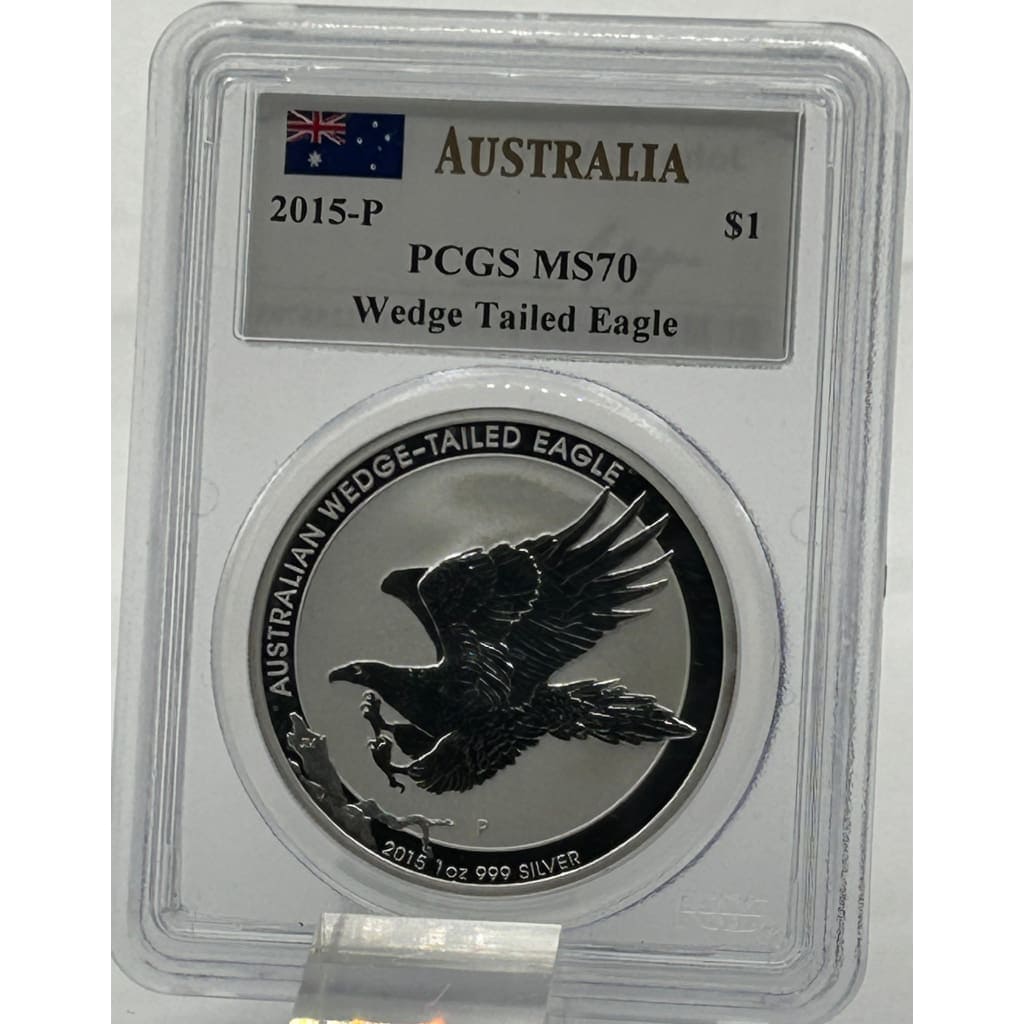 AUSTRALIA
2015-P
$1
PCGS MS70
Wedge Tailed Eagle
AUSTRALIAN WEDGE-TAILED EAGLE
P
2015 1oz 999 SILVER